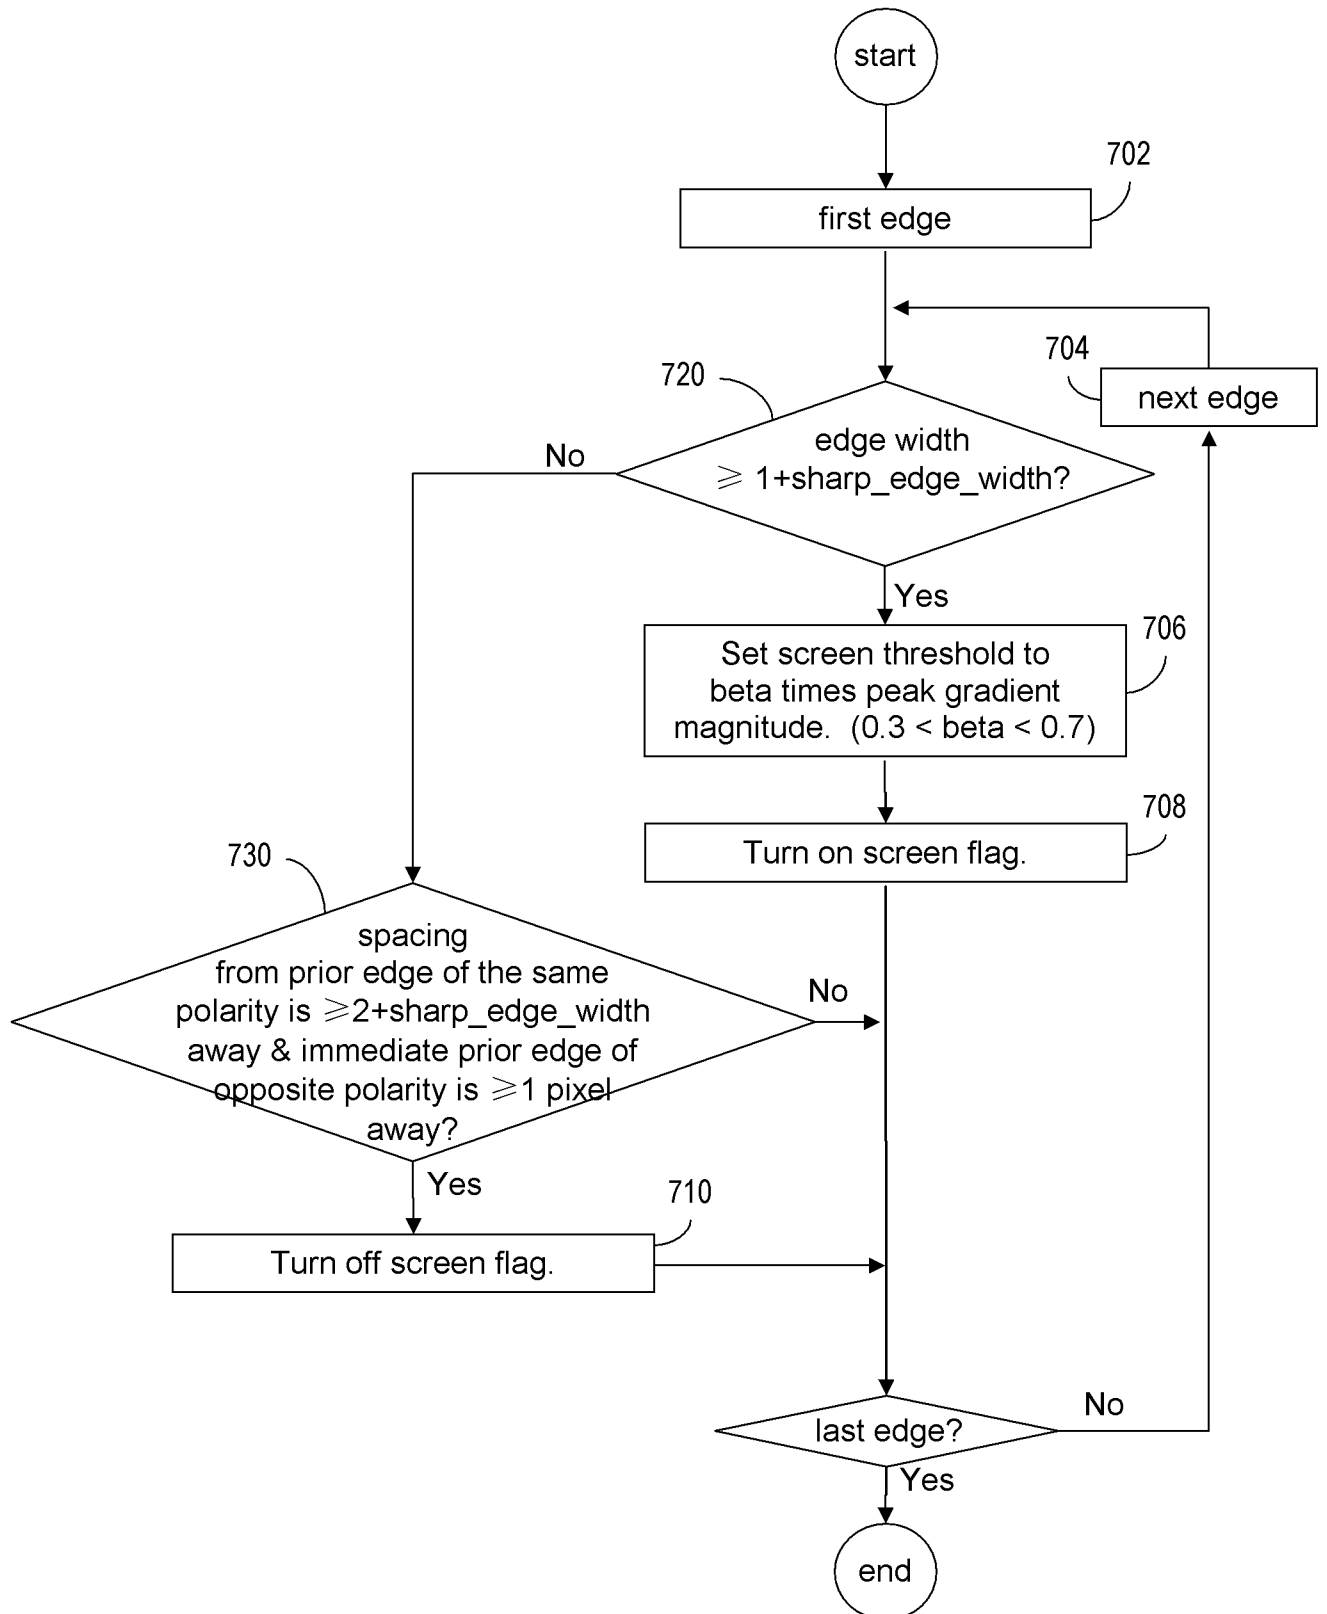 start
702
first edge
704
next edge
720
edge width
≥ 1+sharp_edge_width?
No
Yes
706
Set screen threshold to
beta times peak gradient
magnitude. (0.3 < beta < 0.7)
708
Turn on screen flag.
730
spacing
from prior edge of the same
polarity is ≥2+sharp_edge_width
away & immediate prior edge of
opposite polarity is ≥1 pixel
away?
No
Yes
710
Turn off screen flag.
last edge?
No
Yes
end